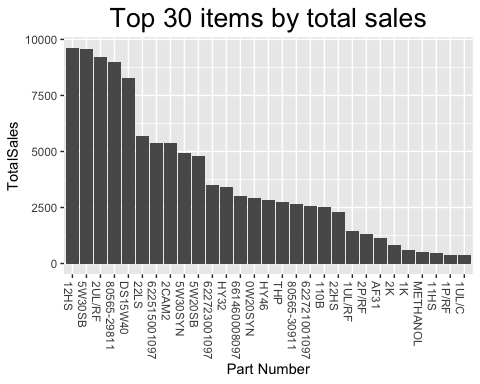 Top 30 items by total sales
10000
7500
5000
2500
0
TotalSales
12HS
5W30SB
2UL/RF
80565-29811
DS15W40
22LS
622515001097
2CAM2
5W30SYN
5W20SB
622723001097
HY32
661460008097
0W20SYN
HY46
THP
80565-30911
622721001097
110B
22HS
1UL/RF
2P/RF
AF31
2K
1K
METHANOL
11HS
1P/RF
1UL/C
Part Number